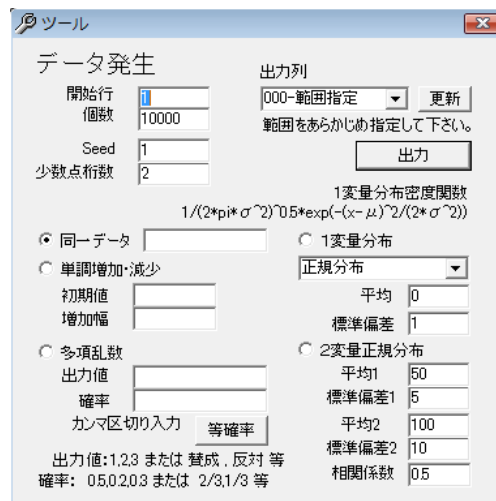 ツール
データ発生
開始行 1
個数 10000
Seed 1
少数点桁数 2
出力列
000-範囲指定 更新
範囲をあらかじめ指定して下さい。
出力
1変量分布密度関数
1/(2*pi*σ^2)^0.5*exp(-(x-μ)^2/(2*σ^2))
同一データ
単調増加・減少
初期値
増加幅
多項乱数
出力値
確率
カンマ区切り入力 等確率
出力値:1,2,3 または 賛成 , 反対 等
確率: 0.5,0.2,0.3 または 2/3,1/3 等
1変量分布
正規分布
平均 0
標準偏差 1
2変量正規分布
平均1 50
標準偏差1 5
平均2 100
標準偏差2 10
相関係数 0.5